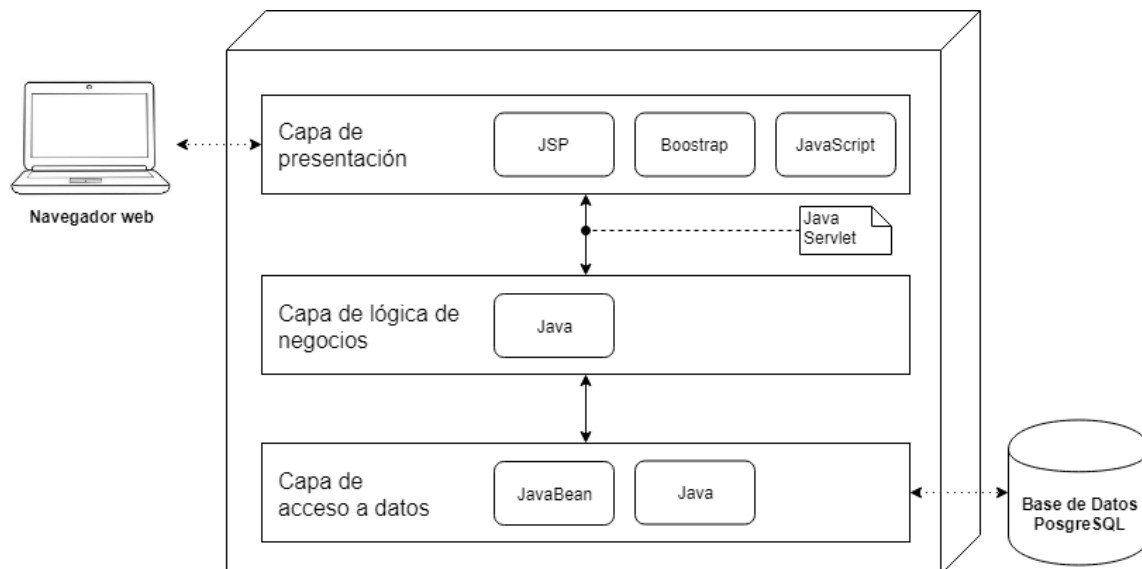 Capa de
presentación
JSP
Boostrap
JavaScript
Navegador web
Java
Servlet
Capa de lógica de
negocios
Java
Capa de
acceso a datos
JavaBean
Java
Base de Datos
PosgreSQL